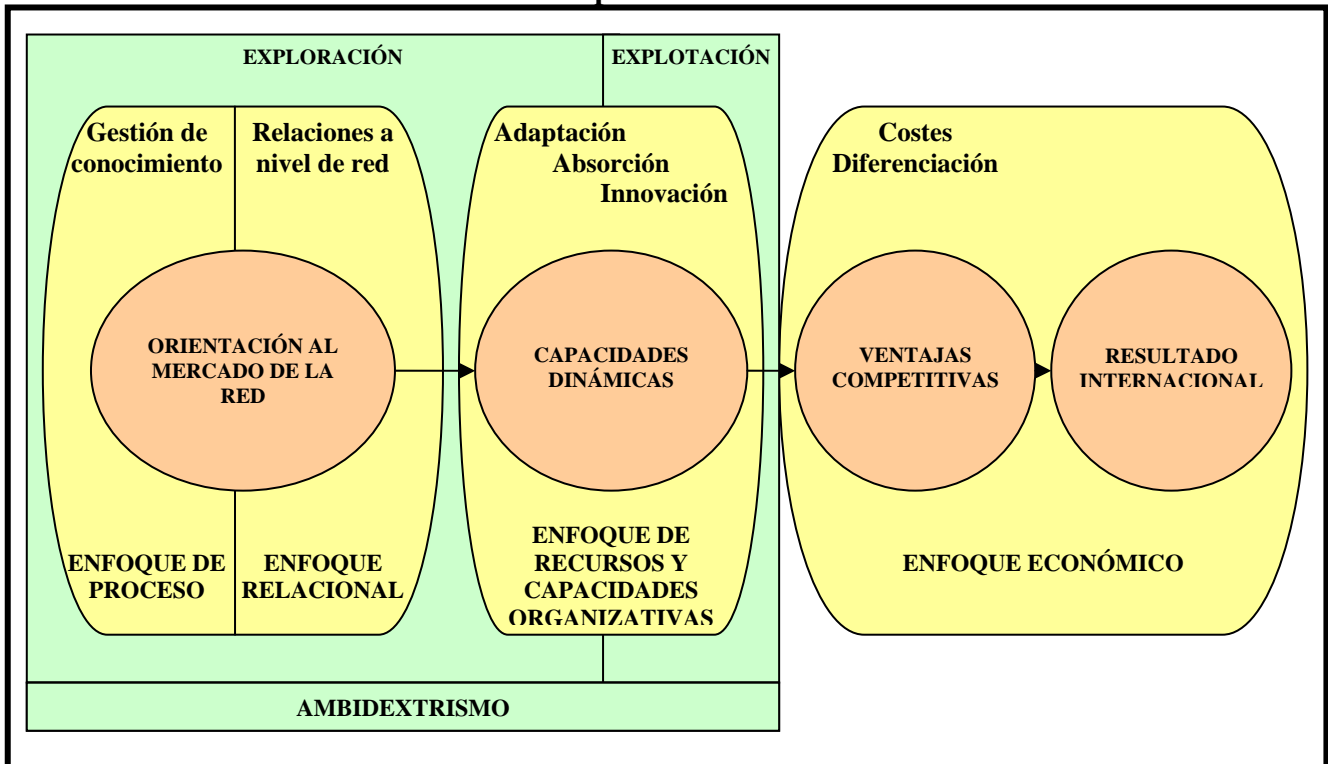 EXPLORACIÓN
EXPLOTACIÓN
Gestión de
conocimiento
Relaciones a
nivel de red
Adaptación
Absorción
Innovación
Costes
Diferenciación
ORIENTACIÓN AL
MERCADO DE LA
RED
CAPACIDADES
DINÁMICAS
VENTAJAS
COMPETITIVAS
RESULTADO
INTERNACIONAL
ENFOQUE DE
PROCESO
ENFOQUE
RELACIONAL
ENFOQUE DE
RECURSOS Y
CAPACIDADES
ORGANIZATIVAS
ENFOQUE ECONÓMICO
AMBIDEXTRISMO